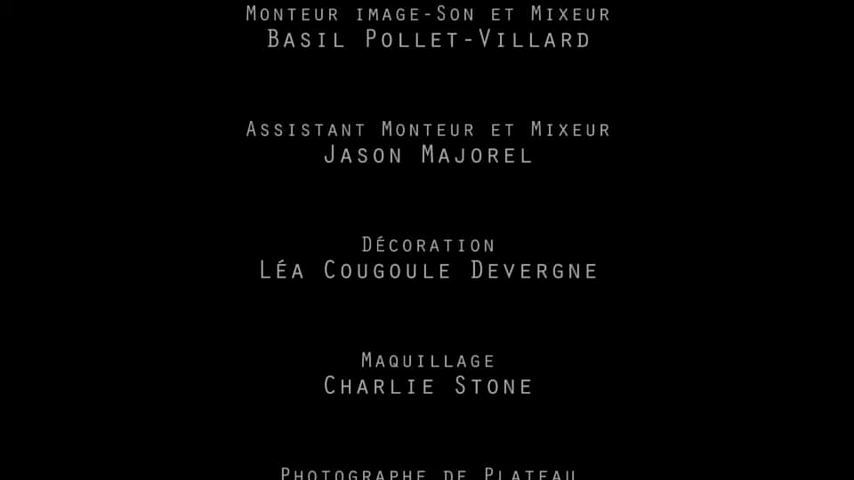 Monteur image-Son et Mixeur
Basil Pollet-Villard
Assistant Monteur et Mixeur
Jason Majorel
Décoration
Léa Cougoule Devergne
Maquillage
Charlie Stone
Photographe de Plateau